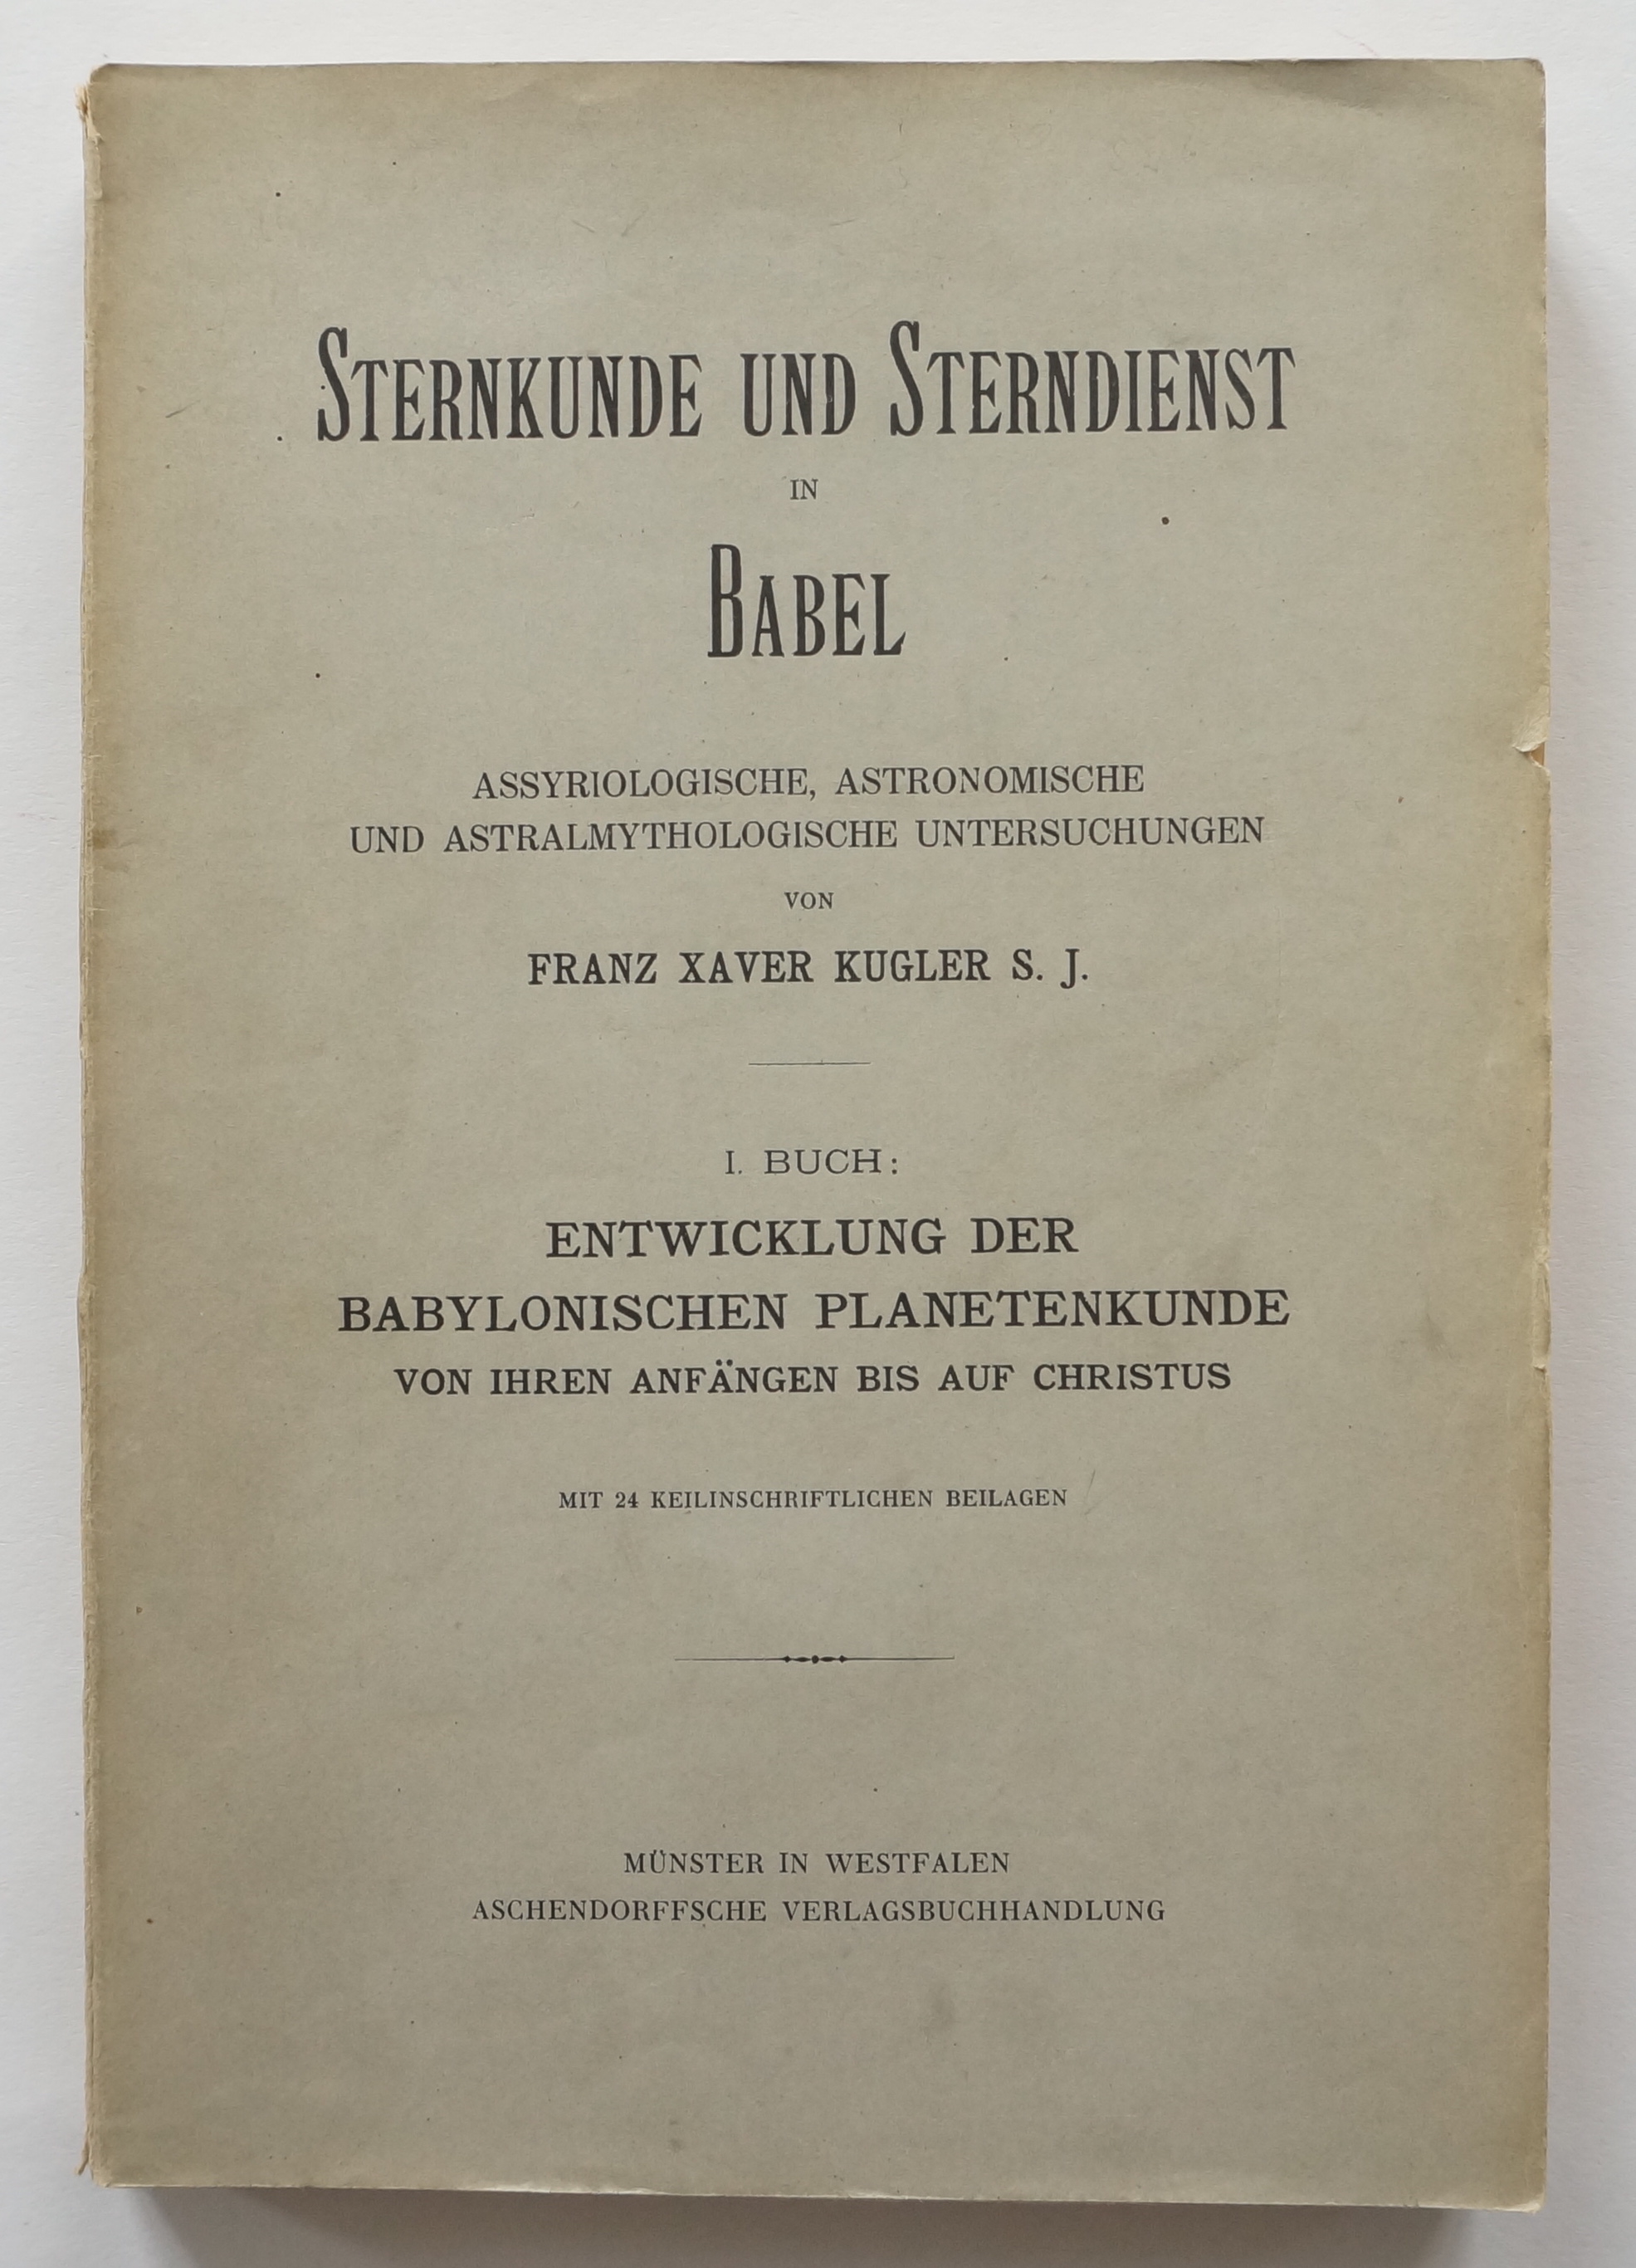 STERNKUNDE UND STERNDIENST
IN
BABEL
ASSYRIOLOGISCHE, ASTRONOMISCHE
UND ASTRALMYTHOLOGISCHE UNTERSUCHUNGEN
VON
FRANZ XAVER KUGLER S. J.
I. BUCH:
ENTWICKLUNG DER
BABYLONISCHEN PLANETENKUNDE
VON IHREN ANFÄNGEN BIS AUF CHRISTUS
MIT 24 KEILINSCHRIFTLICHEN BEILAGEN
MÜNSTER IN WESTFALEN
ASCHENDORFFSCHE VERLAGSBUCHHANDLUNG